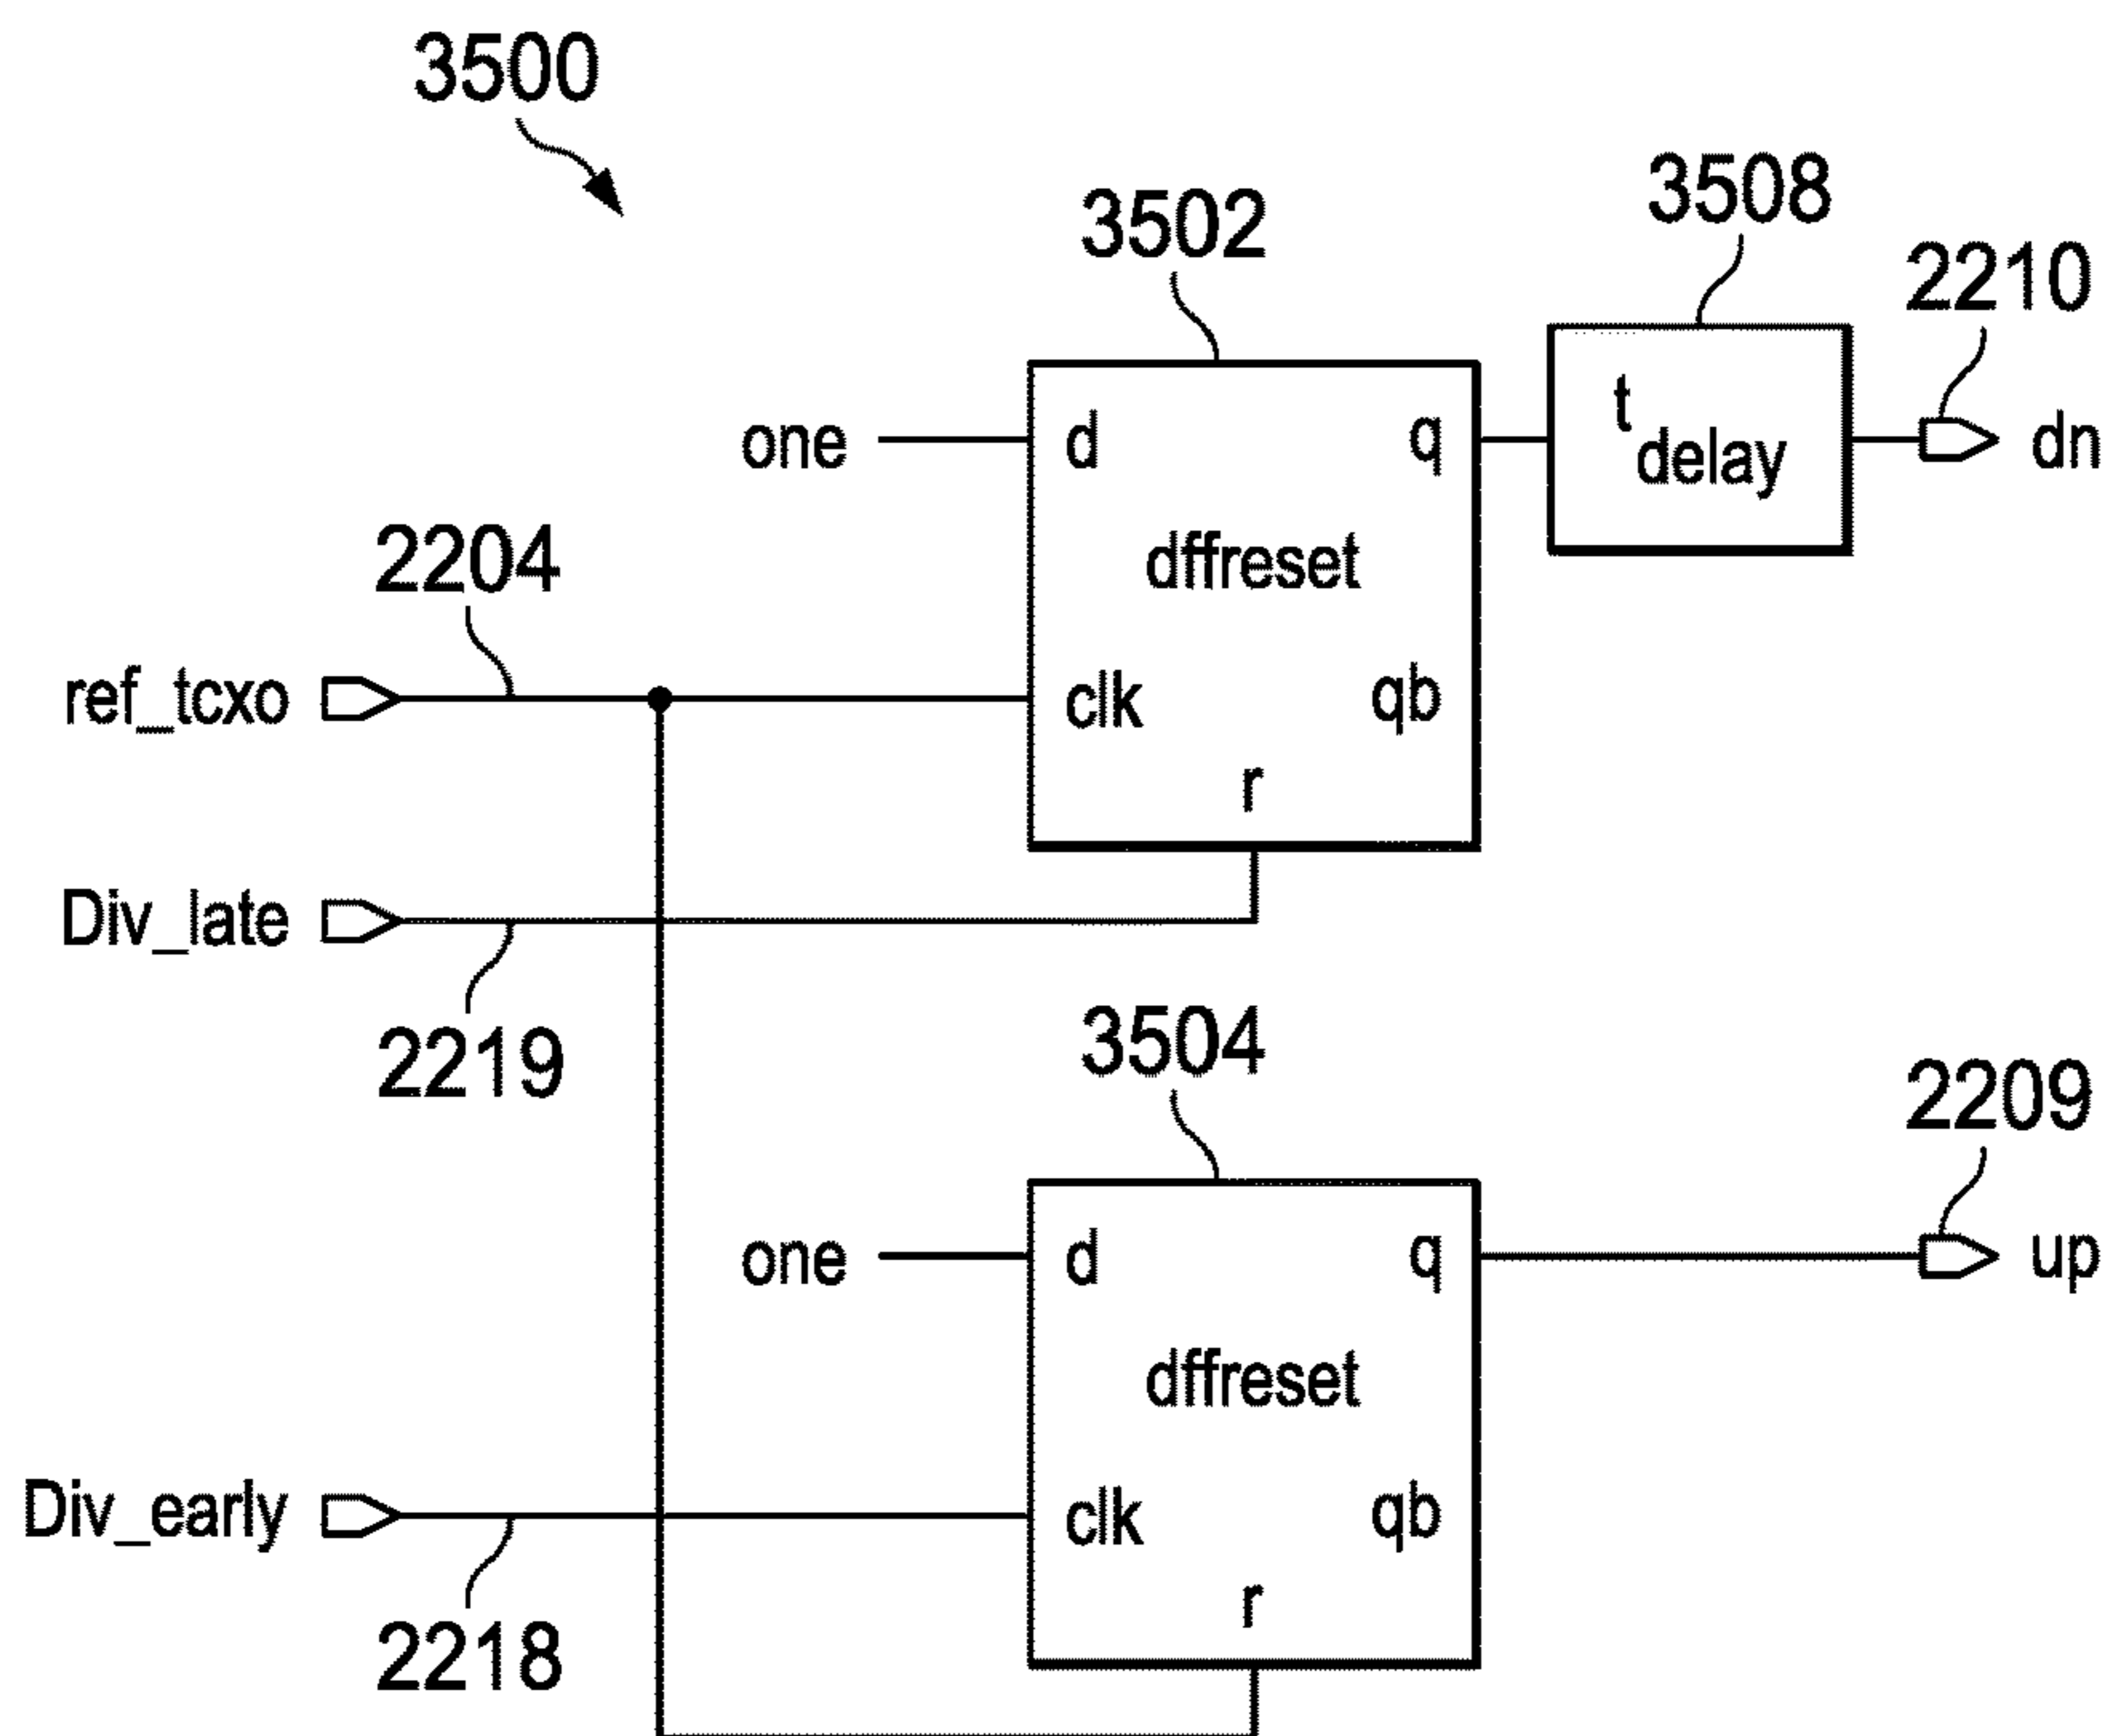 3500
3502
3508
2210
one
d
q
t
delay
dn
dffreset
2204
ref_tcxo
clk
qb
r
Div_late
2219
3504
2209
one
d
q
up
dffreset
Div_early
clk
qb
r
2218